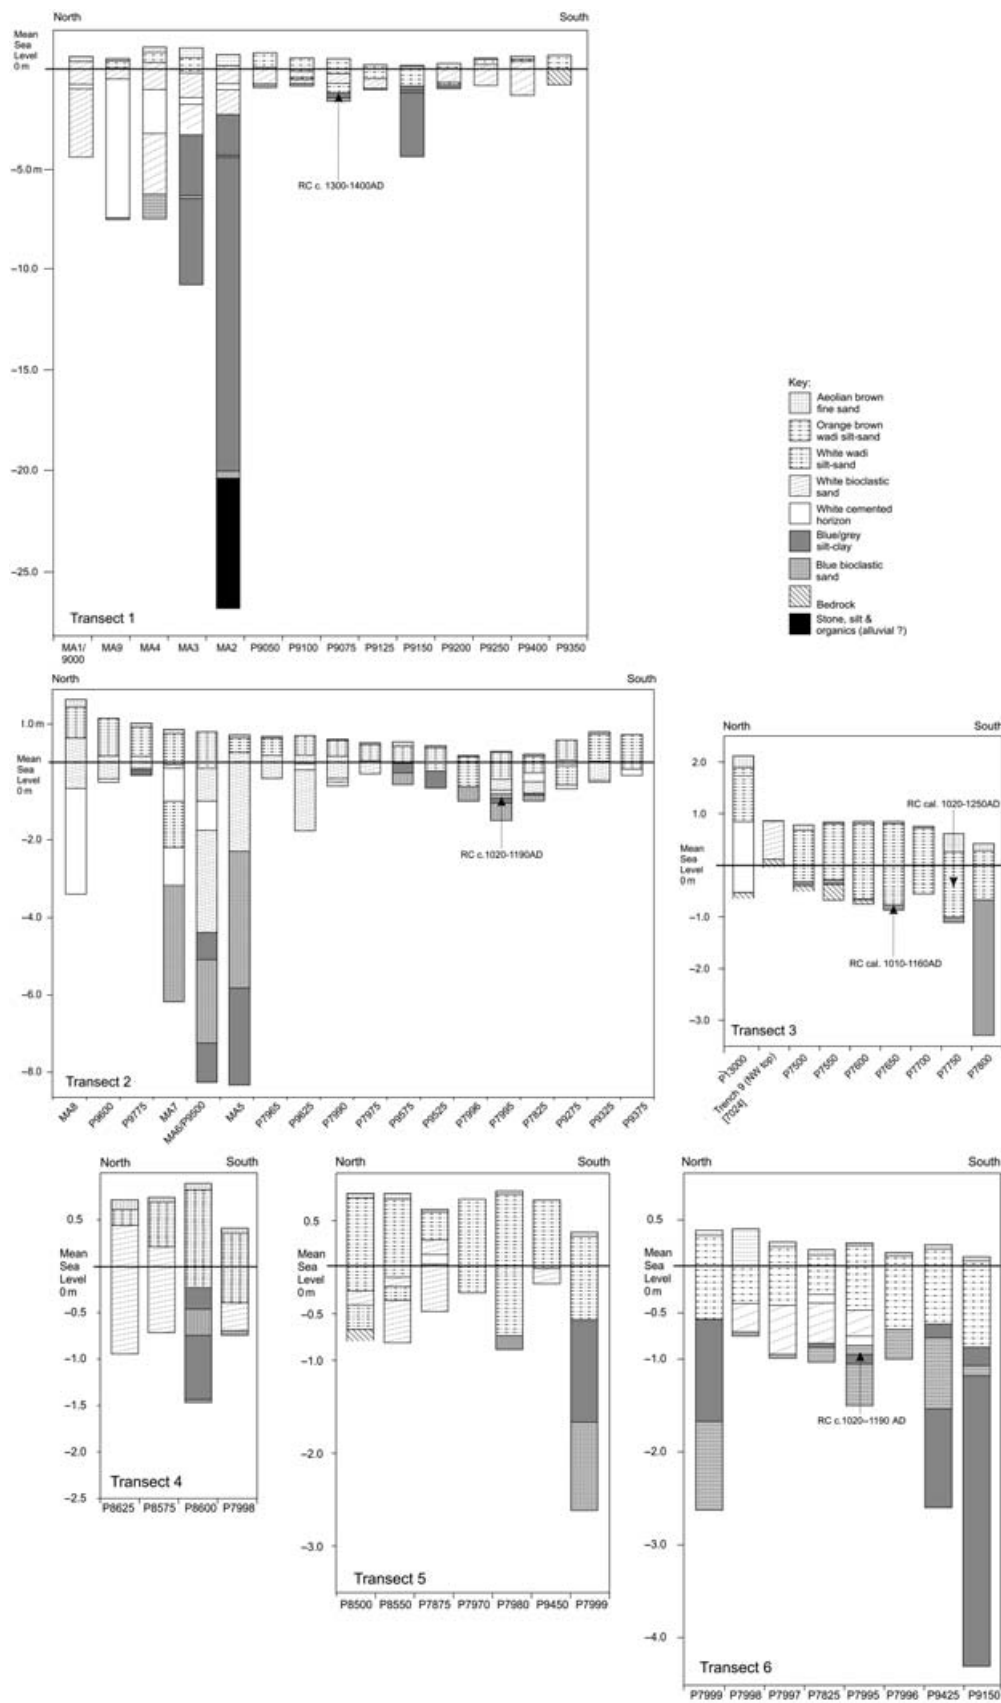 North South
Mean
Sea
Level
0 m
–5.0 m
–10.0
–15.0
–20.0
–25.0
RC c. 1300-1400AD
Transect 1
MA1/
9000 MA9 MA4 MA3 MA2 P9050 P9100 P9075 P9125 P9150 P9200 P9250 P9400 P9350
Key:
Aeolian brown
fine sand
Orange brown
wadi silt-sand
White wadi
silt-sand
White bioclastic
sand
White cemented
horizon
Blue/grey
silt-clay
Blue bioclastic
sand
Bedrock
Stone, silt &
organics (alluvial ?)
North South
1.0 m
Mean
Sea
Level
0 m
–2.0
–4.0
–6.0
–8.0
RC c.1020-1190AD
Transect 2
MA8 P9600 P9775 MA7 MA6/P9500 MA5 P7965 P9825 P7990 P7975 P9575 P9525 P7996 P7995 P7825 P9275 P9325 P9375
North South
2.0
1.0
Mean
Sea
Level
0 m
–1.0
–2.0
–3.0
RC cal. 1020-1250AD
RC cal. 1010-1160AD
Transect 3
P13000 Trench 9 (NW top)
[7024] P7500 P7550 P7600 P7650 P7700 P7750 P7800
North South
0.5
Mean
Sea
Level
0 m
–0.5
–1.0
–1.5
–2.0
–2.5
Transect 4
P8625 P8575 P8600 P7998
North South
0.5
Mean
Sea
Level
0 m
–0.5
–1.0
–2.0
–3.0
Transect 5
P8500 P8550 P7875 P7970 P7980 P9450 P7999
North South
0.5
Mean
Sea
Level
0 m
–0.5
–1.0
–2.0
–3.0
–4.0
RC c.1020–1190 AD
Transect 6
P7999 P7998 P7997 P7825 P7995 P7996 P9425 P9150